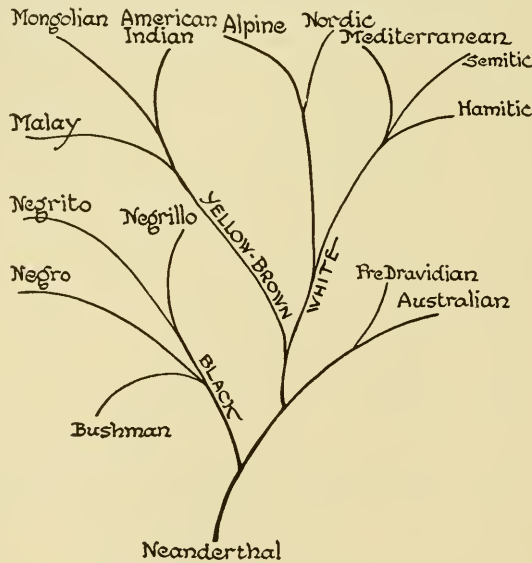 Mongolian
American
Indian
Alpine
Nordic
Mediterranean
Semitic
Hamitic
Malay
Negrito
Negrillo
Negro
Bushman
YELLOW-BROWN
WHITE
BLACK
PreDravidian
Australian
Neanderthal